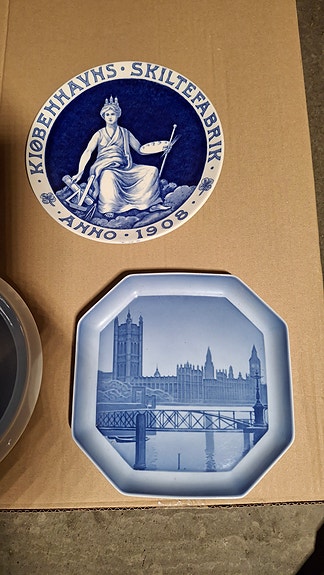 · KIØBENHAVNS · SKILTEFABRIK ·
· ANNO · 1908 ·